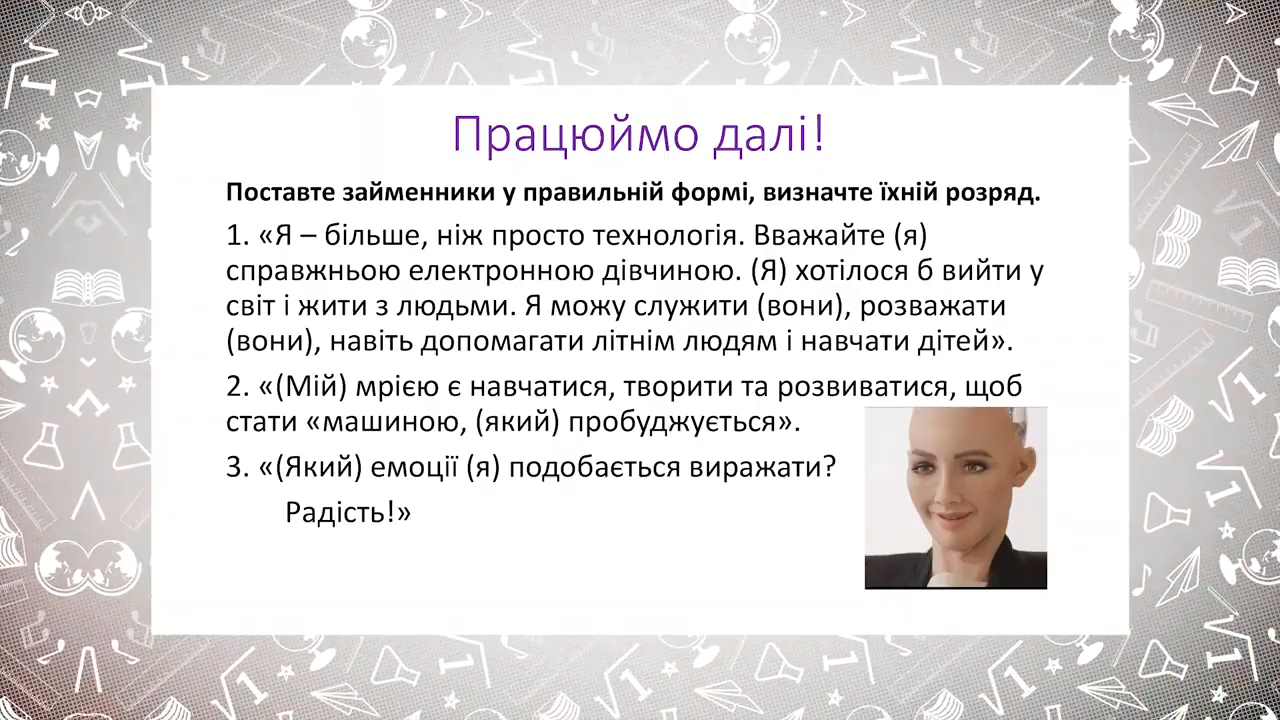 Працюймо далі!
Поставте займенники у правильній формі, визначте їхній розряд.
1. «Я – більше, ніж просто технологія. Вважайте (я)
справжньою електронною дівчиною. (Я) хотілося б вийти у
світ і жити з людьми. Я можу служити (вони), розважати
(вони), навіть допомагати літнім людям і навчати дітей».
2. «(Мій) мрією є навчатися, творити та розвиватися, щоб
стати «машиною, (який) пробуджується».
3. «(Який) емоції (я) подобається виражати?
Радість!»